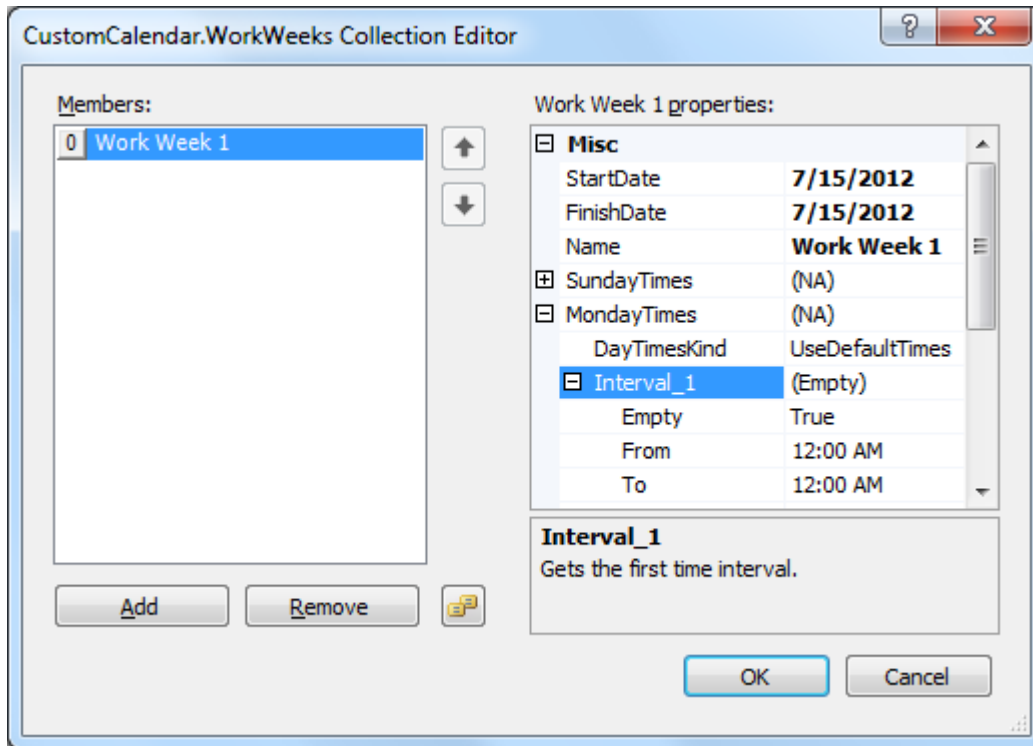 CustomCalendar.WorkWeeks Collection Editor
?
Members:
0 Work Week 1
Add
Remove
Work Week 1 properties:
Misc
StartDate 7/15/2012
FinishDate 7/15/2012
Name Work Week 1
SundayTimes (NA)
MondayTimes (NA)
DayTimesKind UseDefaultTimes
Interval_1 (Empty)
Empty True
From 12:00 AM
To 12:00 AM
Interval_1
Gets the first time interval.
OK
Cancel